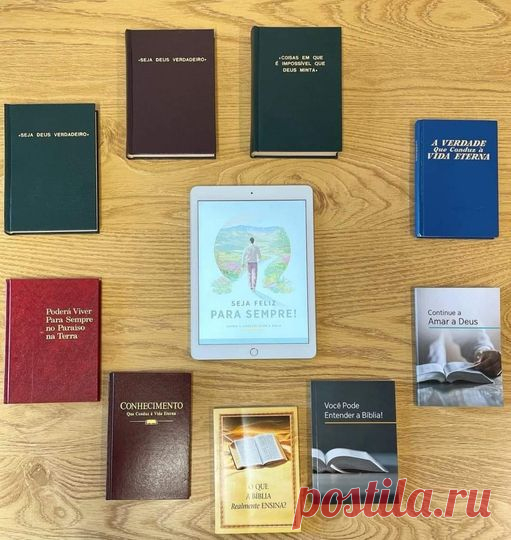 «SEJA DEUS VERDADEIRO»
«COISAS EM QUE
É IMPOSSÍVEL QUE
DEUS MINTA»
«SEJA DEUS VERDADEIRO»
A VERDADE
Que Conduz à
VIDA ETERNA
SEJA FELIZ
PARA SEMPRE!
Poderá Viver
Para Sempre
no Paraíso
na Terra
Continue a
Amar a Deus
CONHECIMENTO
Que Conduz à Vida Eterna
Você Pode
Entender a Bíblia!
O QUE
A BÍBLIA
Realmente ENSINA?
postila.ru